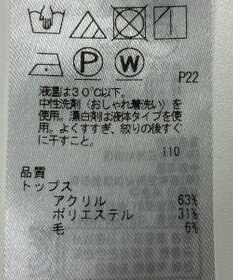 P
W
P22
液温は30℃以下。
中性洗剤(おしゃれ着洗い)を
使用。漂白剤は液体タイプを使
用。よくすすぎ、絞りの後すぐ
に干すこと。
110
品質
トップス
アクリル 63%
ポリエステル 31%
毛 6%